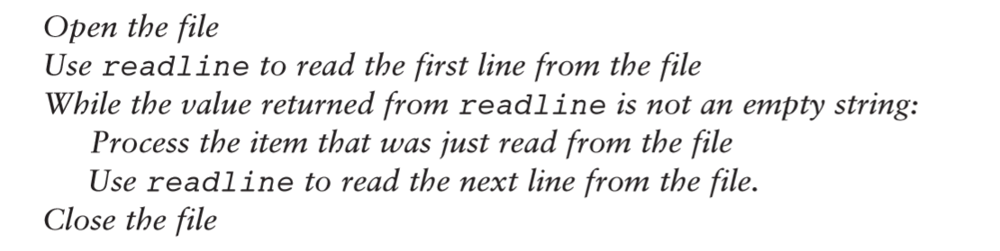 Open the file
Use readline to read the first line from the file
While the value returned from readline is not an empty string:
Process the item that was just read from the file
Use readline to read the next line from the file.
Close the file